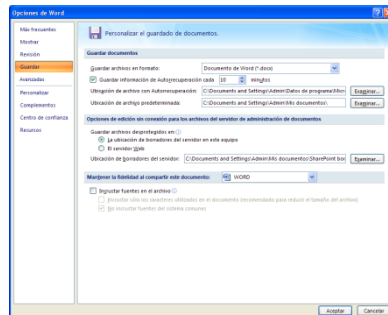 Opciones de Word
Más frecuentes
Mostrar
Revisión
Guardar
Avanzadas
Personalizar
Complementos
Centro de confianza
Recursos
Personalizar el guardado de documentos.
Guardar documentos
Guardar archivos en formato: Documento de Word (*.docx)
Guardar información de Autorrecuperación cada 10 minutos
Ubicación de archivo con Autorrecuperación: C:\Documents and Settings\Admin\Datos de programa\Micr Examinar...
Ubicación de archivo predeterminada: C:\Documents and Settings\Admin\Mis documentos\ Examinar...
Opciones de edición sin conexión para los archivos del servidor de administración de documentos
Guardar archivos desprotegidos en:
La ubicación de borradores del servidor en este equipo
El servidor Web
Ubicación de borradores del servidor: C:\Documents and Settings\Admin\Mis documentos\SharePoint bor Examinar...
Mantener la fidelidad al compartir este documento: WORD
Incrustar fuentes en el archivo
Incrustar sólo los caracteres utilizados en el documento (recomendado para reducir el tamaño del archivo)
No incrustar fuentes del sistema comunes
Aceptar Cancelar